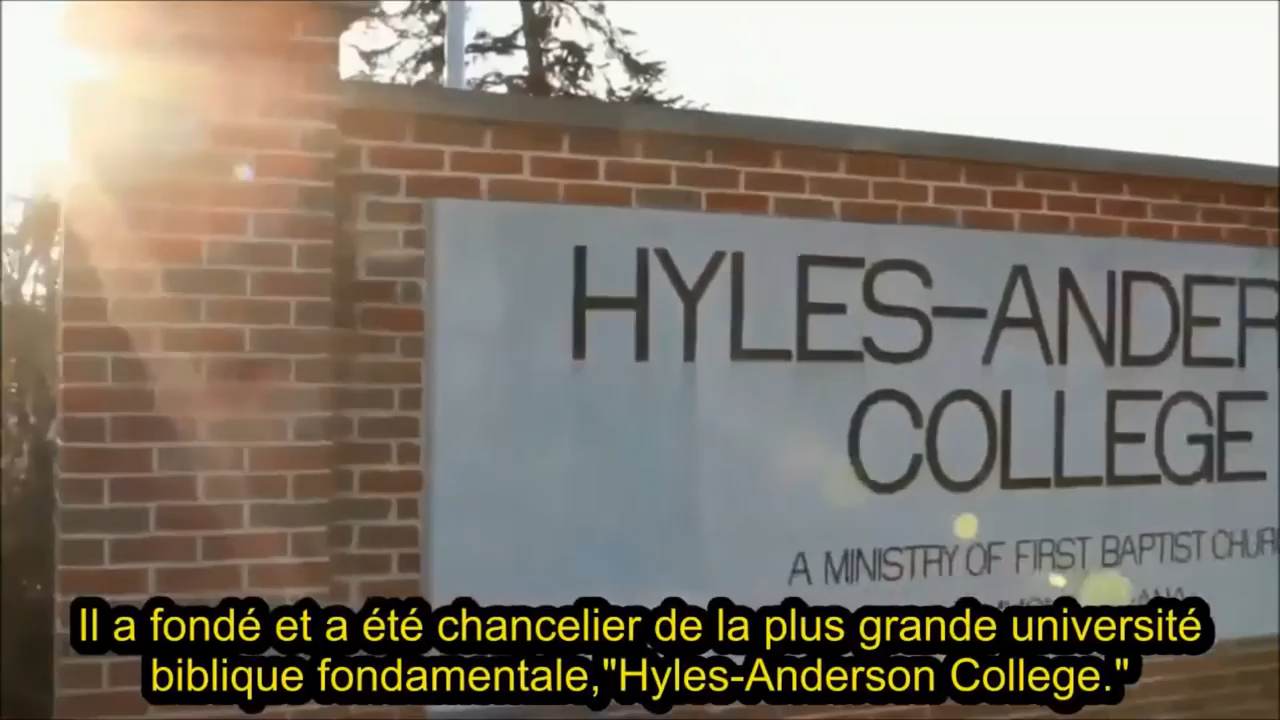 HYLES-ANDER
COLLEGE
A MINISTRY OF FIRST BAPTIST CHUR
Il a fondé et a été chancelier de la plus grande université
biblique fondamentale,"Hyles-Anderson College."